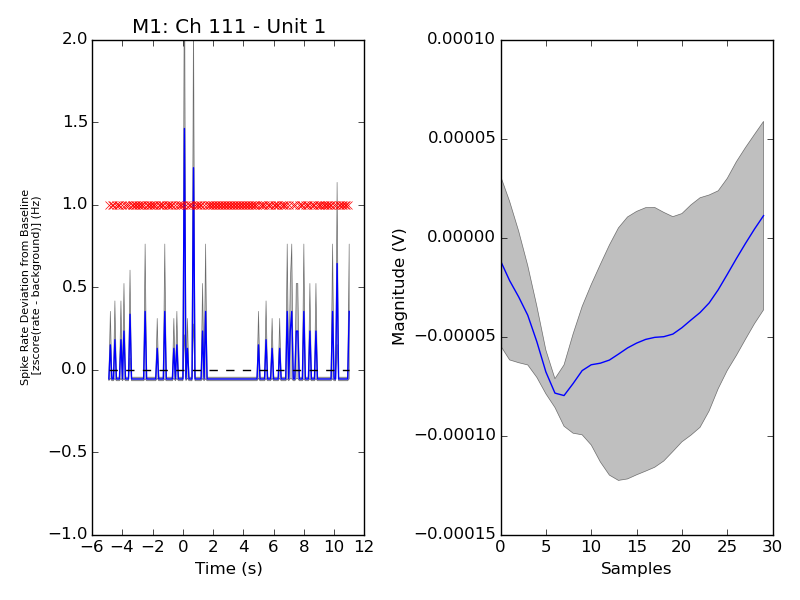 M1: Ch 111 - Unit 1
2.0
1.5
1.0
0.5
0.0
−0.5
−1.0
−6 −4 −2 0 2 4 6 8 10 12
Time (s)
Spike Rate Deviation from Baseline
[zscore(rate - background)] (Hz)
0.00010
0.00005
0.00000
−0.00005
−0.00010
−0.00015
0 5 10 15 20 25 30
Samples
Magnitude (V)